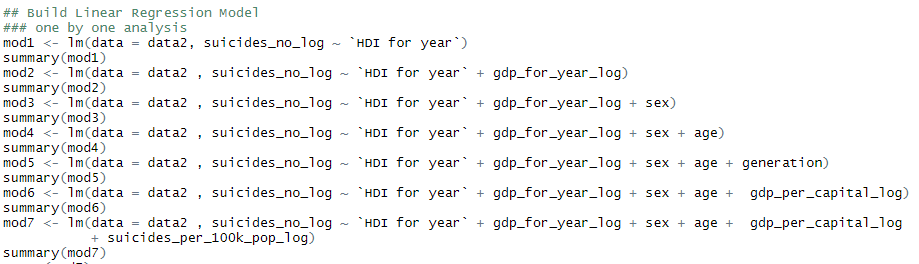 ## Build Linear Regression Model
### one by one analysis
mod1 <- lm(data = data2, suicides_no_log ~ `HDI for year`)
summary(mod1)
mod2 <- lm(data = data2 , suicides_no_log ~ `HDI for year` + gdp_for_year_log)
summary(mod2)
mod3 <- lm(data = data2 , suicides_no_log ~ `HDI for year` + gdp_for_year_log + sex)
summary(mod3)
mod4 <- lm(data = data2 , suicides_no_log ~ `HDI for year` + gdp_for_year_log + sex + age)
summary(mod4)
mod5 <- lm(data = data2 , suicides_no_log ~ `HDI for year` + gdp_for_year_log + sex + age + generation)
summary(mod5)
mod6 <- lm(data = data2 , suicides_no_log ~ `HDI for year` + gdp_for_year_log + sex + age +  gdp_per_capital_log)
summary(mod6)
mod7 <- lm(data = data2 , suicides_no_log ~ `HDI for year` + gdp_for_year_log + sex + age +  gdp_per_capital_log
           + suicides_per_100k_pop_log)
summary(mod7)